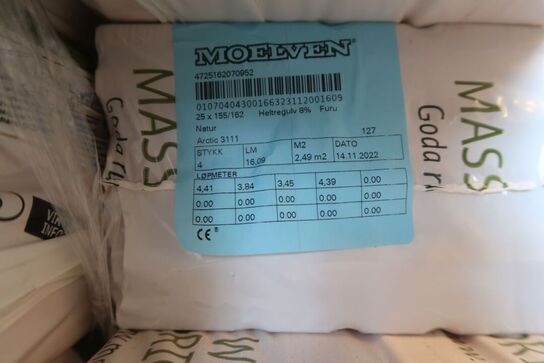 MOELVEN
4725162070952
01070404300166323112001609
25 x 155/162 Heltregulv 8% Furu
Natur
Arctic 3111 127
STYKK LM M2 DATO
4 16,09 2,49 m2 14.11.2022
LØPMETER
4,41 3,84 3,45 4,39 0.00
0.00 0.00 0.00 0.00 0.00
0.00 0.00 0.00 0.00 0.00
CE
MASS
Goda
MASS
Goda